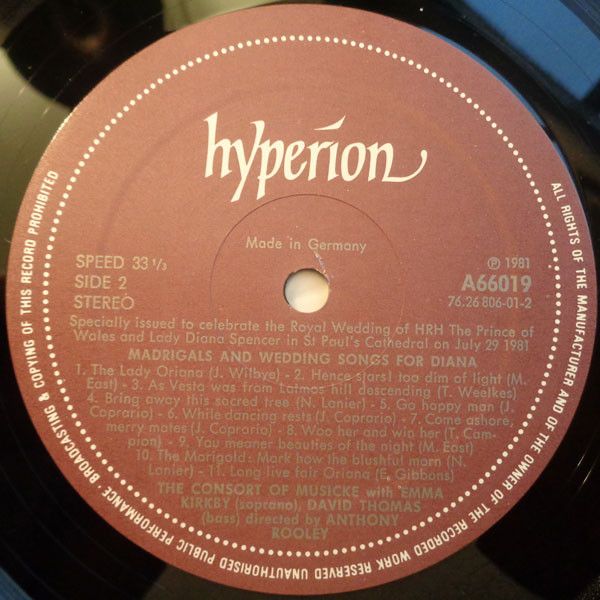 hyperion
Made in Germany
SPEED 33 1/3
SIDE 2
STEREO
℗ 1981
A66019
76.26 806-01-2
Specially issued to celebrate the Royal Wedding of HRH The Prince of
Wales and Lady Diana Spencer in St Paul's Cathedral on July 29 1981
MADRIGALS AND WEDDING SONGS FOR DIANA
1. The Lady Oriana (J. Wilbye) - 2. Hence stars! too dim of light (M.
East) - 3. As Vesta was from Latmos hill descending (T. Weelkes)
4. Bring away this sacred tree (N. Lanier) - 5. Go happy man (J.
Coprario) - 6. While dancing rests (J. Coprario) - 7. Come ashore,
merry mates (J. Coprario) - 8. Woo her and win her (T. Cam-
pion) - 9. You meaner beauties of the night (M. East)
10. The Marigold: Mark how the blushful morn (N.
Lanier) - 11. Long live fair Oriana (E. Gibbons)
THE CONSORT OF MUSICKE with EMMA
KIRKBY (soprano), DAVID THOMAS
(bass) directed by ANTHONY
ROOLEY
ALL RIGHTS OF THE MANUFACTURER AND OF THE OWNER OF THE RECORDED WORK RESERVED UNAUTHORISED PUBLIC PERFORMANCE · BROADCASTING & COPYING OF THIS RECORD PROHIBITED